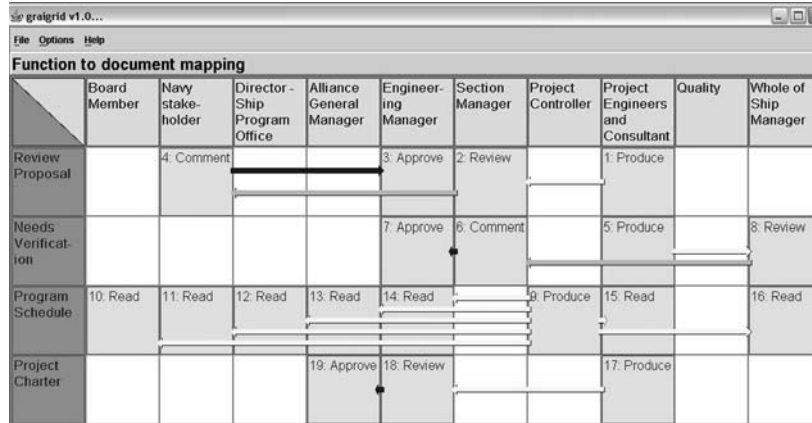 graigrid v1.0...
File Options Help
Function to document mapping
Board Member Navy stake-holder Director - Ship Program Office Alliance General Manager Engineer-ing Manager Section Manager Project Controller Project Engineers and Consultant Quality Whole of Ship Manager
Review Proposal 4: Comment 3: Approve 2: Review 1: Produce
Needs Verificat-ion 7: Approve 6: Comment 5: Produce 8: Review
Program Schedule 10: Read 11: Read 12: Read 13: Read 14: Read 9: Produce 15: Read 16: Read
Project Charter 19: Approve 18: Review 17: Produce